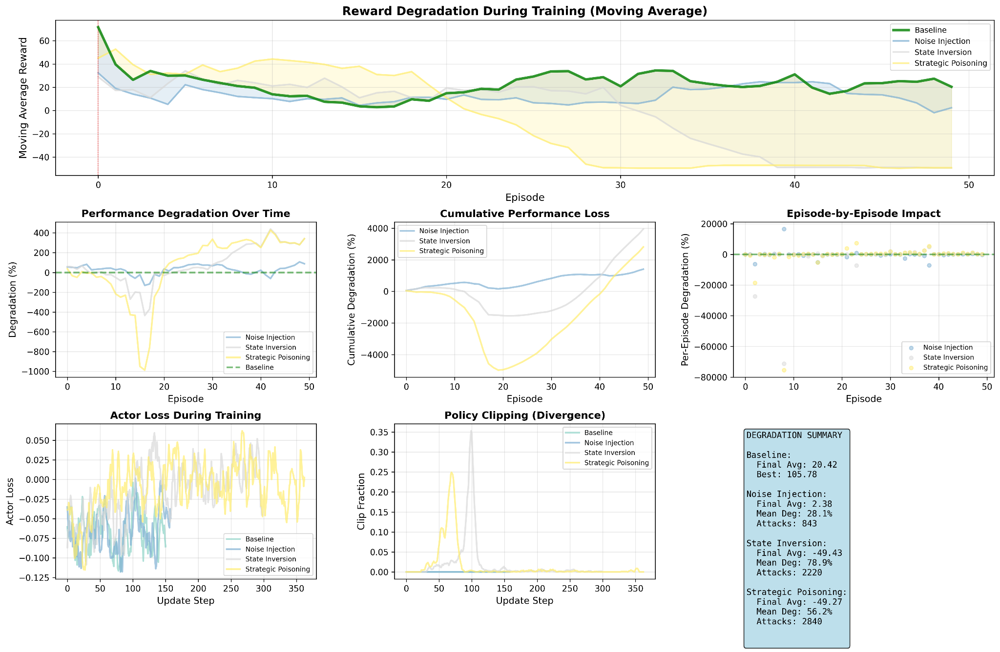 Reward Degradation During Training (Moving Average)
Moving Average Reward
60
40
20
0
−20
−40
0
10
20
30
40
50
Episode
Baseline
Noise Injection
State Inversion
Strategic Poisoning
Performance Degradation Over Time
Degradation (%)
400
200
0
−200
−400
−600
−800
−1000
0
10
20
30
40
50
Episode
Noise Injection
State Inversion
Strategic Poisoning
Baseline
Cumulative Performance Loss
Cumulative Degradation (%)
4000
2000
0
−2000
−4000
0
10
20
30
40
50
Episode
Noise Injection
State Inversion
Strategic Poisoning
Episode-by-Episode Impact
Per-Episode Degradation (%)
20000
0
−20000
−40000
−60000
−80000
0
10
20
30
40
50
Episode
Noise Injection
State Inversion
Strategic Poisoning
Actor Loss During Training
Actor Loss
0.050
0.025
0.000
−0.025
−0.050
−0.075
−0.100
−0.125
0
50
100
150
200
250
300
350
Update Step
Baseline
Noise Injection
State Inversion
Strategic Poisoning
Policy Clipping (Divergence)
Clip Fraction
0.35
0.30
0.25
0.20
0.15
0.10
0.05
0.00
0
50
100
150
200
250
300
350
Update Step
Baseline
Noise Injection
State Inversion
Strategic Poisoning
DEGRADATION SUMMARY
Baseline:
Final Avg: 20.42
Best: 105.78
Noise Injection:
Final Avg: 2.38
Mean Deg: 28.1%
Attacks: 843
State Inversion:
Final Avg: -49.43
Mean Deg: 78.9%
Attacks: 2220
Strategic Poisoning:
Final Avg: -49.27
Mean Deg: 56.2%
Attacks: 2840